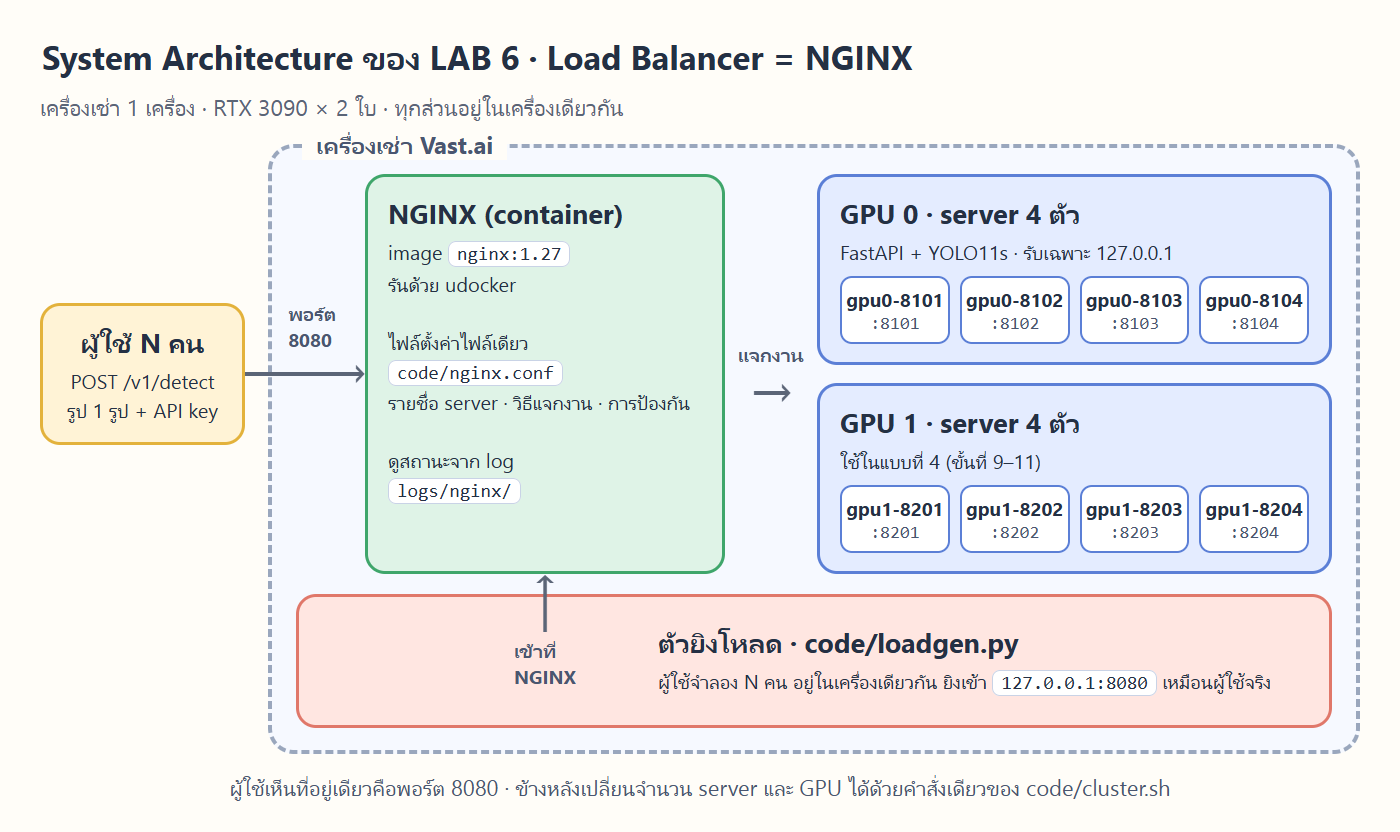 System Architecture ของ LAB 6 · Load Balancer = NGINX
เครื่องเช่า 1 เครื่อง · RTX 3090 × 2 ใบ · ทุกส่วนอยู่ในเครื่องเดียวกัน
เครื่องเช่า Vast.ai
ผู้ใช้ N คน
POST /v1/detect
รูป 1 รูป + API key
พอร์ต
8080
NGINX (container)
image nginx:1.27
รันด้วย udocker
ไฟล์ตั้งค่าไฟล์เดียว
code/nginx.conf
รายชื่อ server · วิธีแจกงาน · การป้องกัน
ดูสถานะจาก log
logs/nginx/
แจกงาน
GPU 0 · server 4 ตัว
FastAPI + YOLO11s · รับเฉพาะ 127.0.0.1
gpu0-8101 gpu0-8102 gpu0-8103 gpu0-8104
:8101 :8102 :8103 :8104
GPU 1 · server 4 ตัว
ใช้ในแบบที่ 4 (ขั้นที่ 9–11)
gpu1-8201 gpu1-8202 gpu1-8203 gpu1-8204
:8201 :8202 :8203 :8204
เข้าที่
NGINX
ตัวยิงโหลด · code/loadgen.py
ผู้ใช้จำลอง N คน อยู่ในเครื่องเดียวกัน ยิงเข้า 127.0.0.1:8080 เหมือนผู้ใช้จริง
ผู้ใช้เห็นที่อยู่เดียวคือพอร์ต 8080 · ข้างหลังเปลี่ยนจำนวน server และ GPU ได้ด้วยคำสั่งเดียวของ code/cluster.sh